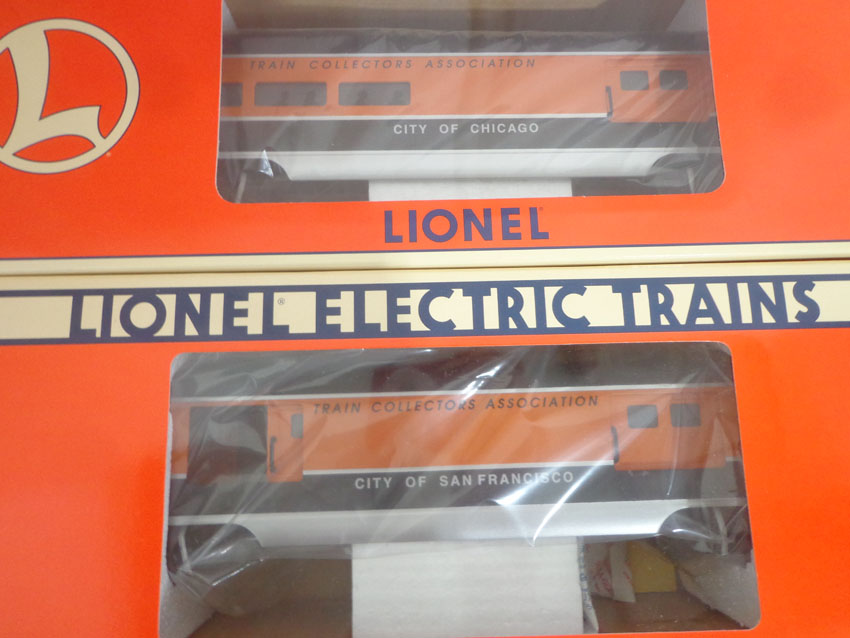 L
TRAIN COLLECTORS ASSOCIATION
CITY OF CHICAGO
LIONEL
LIONEL® ELECTRIC TRAINS
TRAIN COLLECTORS ASSOCIATION
CITY OF SAN FRANCISCO